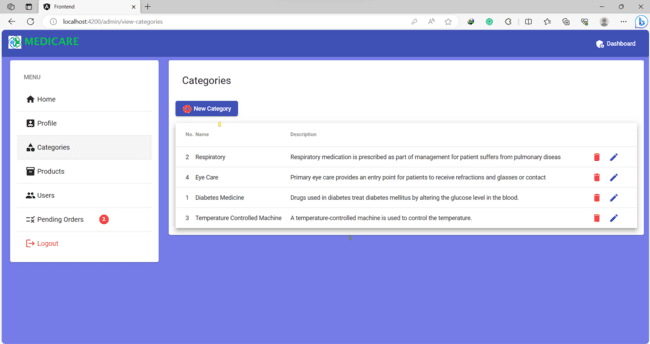 Frontend
localhost:4200/admin/view-categories
MEDICARE
Dashboard
MENU
Home
Profile
Categories
Products
Users
Pending Orders
Logout
Categories
New Category
No. Name Description
2 Respiratory Respiratory medication is prescribed as part of management for patient suffers from pulmonary diseas
4 Eye Care Primary eye care provides an entry point for patients to receive refractions and glasses or contact
1 Diabetes Medicine Drugs used in diabetes treat diabetes mellitus by altering the glucose level in the blood.
3 Temperature Controlled Machine A temperature-controlled machine is used to control the temperature.